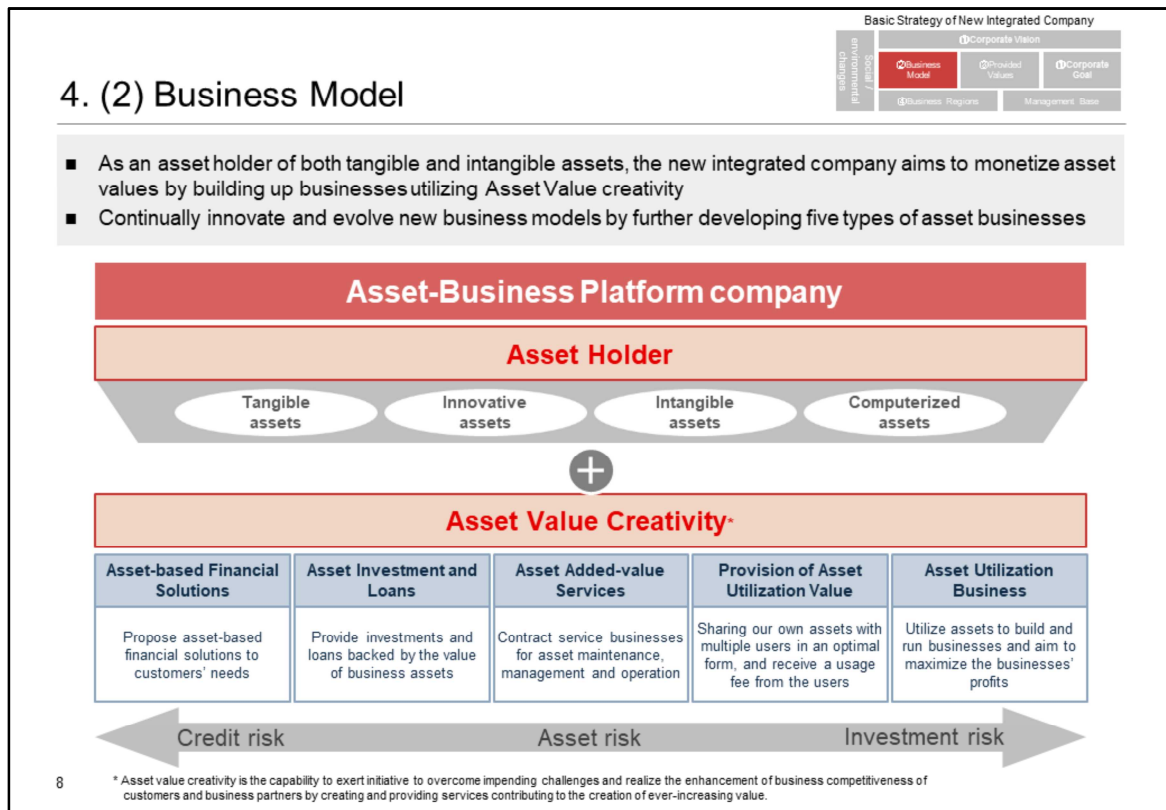 Basic Strategy of New Integrated Company
Social /
environmental
changes
①Corporate Vision
②Business
Model
Provided
Values
Corporate
Goal
Business Regions
Management Base
4. (2) Business Model
■ As an asset holder of both tangible and intangible assets, the new integrated company aims to monetize asset
values by building up businesses utilizing Asset Value creativity
■ Continually innovate and evolve new business models by further developing five types of asset businesses
Asset-Business Platform company
Asset Holder
Tangible
assets
Innovative
assets
Intangible
assets
Computerized
assets
+
Asset Value Creativity*
Asset-based Financial
Solutions
Propose asset-based
financial solutions to
customers' needs
Asset Investment and
Loans
Provide investments and
loans backed by the value
of business assets
Asset Added-value
Services
Contract service businesses
for asset maintenance,
management and operation
Provision of Asset
Utilization Value
Sharing our own assets with
multiple users in an optimal
form, and receive a usage
fee from the users
Asset Utilization
Business
Utilize assets to build and
run businesses and aim to
maximize the businesses'
profits
Credit risk
Asset risk
Investment risk
8
* Asset value creativity is the capability to exert initiative to overcome impending challenges and realize the enhancement of business competitiveness of
customers and business partners by creating and providing services contributing to the creation of ever-increasing value.